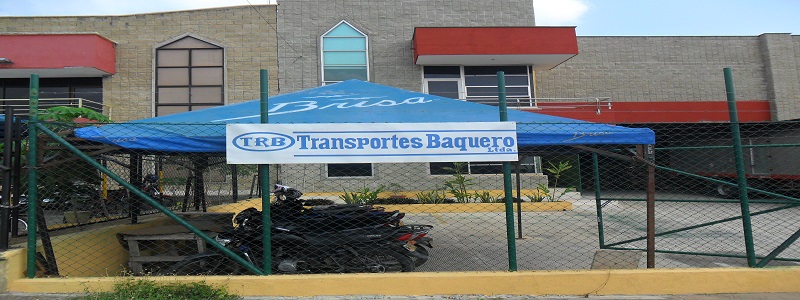 Brisa
TRB Transportes Baquero
Ltda.